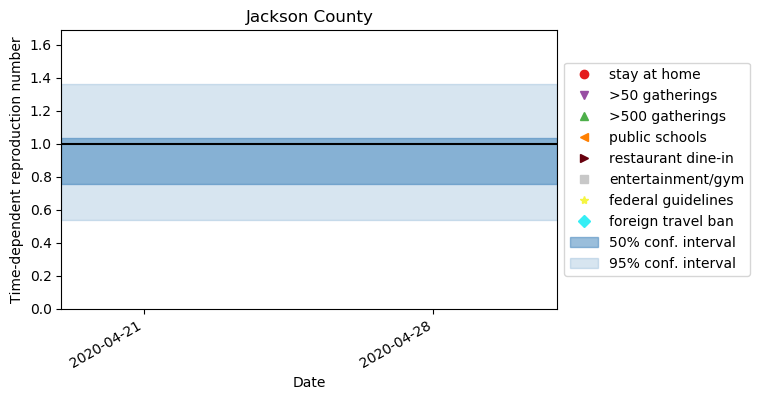 Jackson County
Time-dependent reproduction number
1.6
1.4
1.2
1.0
0.8
0.6
0.4
0.2
0.0
2020-04-21
2020-04-28
Date
stay at home
>50 gatherings
>500 gatherings
public schools
restaurant dine-in
entertainment/gym
federal guidelines
foreign travel ban
50% conf. interval
95% conf. interval